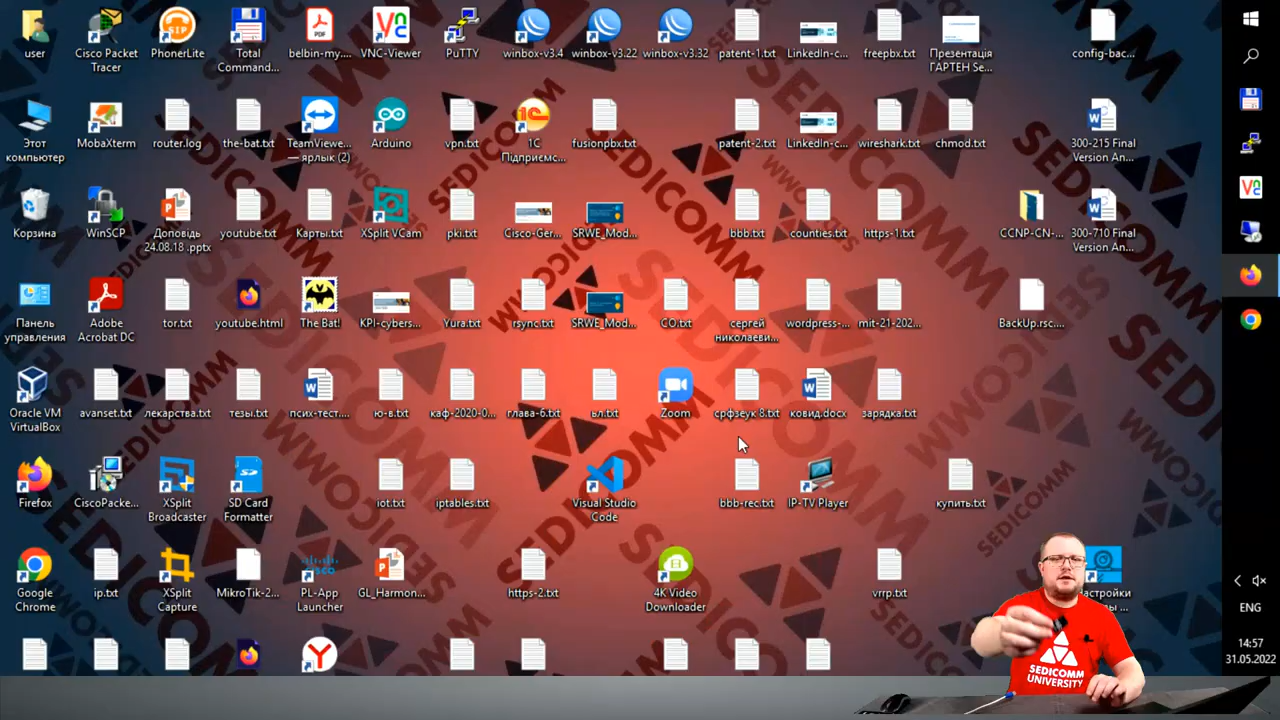 user
Cisco Packet
Tracer
PhonerLite
Total
Command...
belbin-my....
VNC-Viewer
PuTTY
winbox-v3.4
winbox-v3.22
winbox-v3.32
patent-1.txt
LinkedIn-c...
freepbx.txt
Презентація
ГАРТЕН Se...
config-bac...
Этот
компьютер
MobaXterm
router.log
the-bat.txt
TeamViewe...
— ярлык (2)
Arduino
vpn.txt
1С
Підприємс...
fusionpbx.txt
patent-2.txt
LinkedIn-c...
wireshark.txt
chmod.txt
300-215 Final
Version An...
Корзина
WinSCP
Доповідь
24.08.18 .pptx
youtube.txt
Карты.txt
XSplit VCam
pki.txt
Cisco-Ger...
SRWE_Mod...
bbb.txt
counties.txt
https-1.txt
CCNP-CN-...
300-710 Final
Version An...
Панель
управления
Adobe
Acrobat DC
tor.txt
youtube.html
The Bat!
KPI-cybers...
Yura.txt
rsync.txt
SRWE_Mod...
CO.txt
сергей
николаеви...
wordpress-...
mit-21-202...
BackUp.rsc....
Oracle VM
VirtualBox
avanset.txt
лекарства.txt
тезы.txt
псих-тест....
ю-в.txt
каф-2020-0...
глава-6.txt
ьл.txt
Zoom
срфзеук 8.txt
ковид.docx
зарядка.txt
Firefox
CiscoPacke...
XSplit
Broadcaster
SD Card
Formatter
iot.txt
iptables.txt
Visual Studio
Code
bbb-rec.txt
IP-TV Player
купить.txt
Google
Chrome
ip.txt
XSplit
Capture
MikroTik-2...
PL-App
Launcher
GL_Harmon...
https-2.txt
4K Video
Downloader
vrrp.txt
ENG
14:57
31.05.2022
SEDICOMM
UNIVERSITY